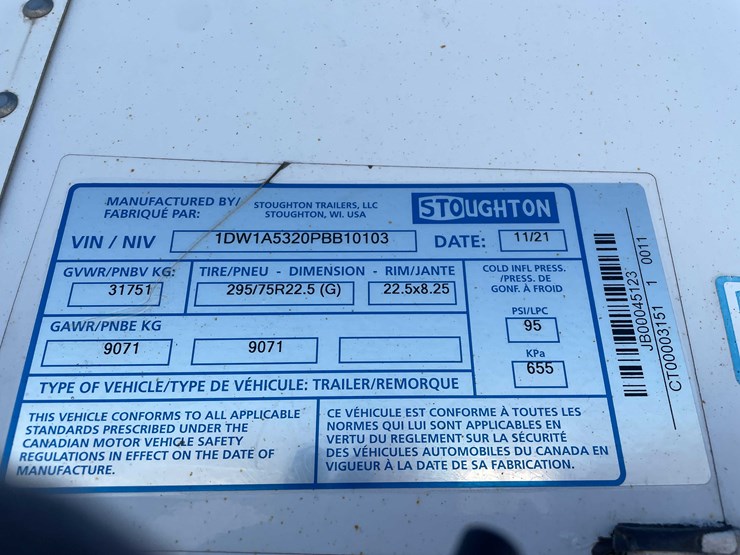 MANUFACTURED BY/
FABRIQUÉ PAR:
STOUGHTON TRAILERS, LLC
STOUGHTON, WI. USA
STOUGHTON
VIN / NIV 1DW1A5320PBB10103 DATE: 11/21
GVWR/PNBV KG:
31751
TIRE/PNEU - DIMENSION - RIM/JANTE
295/75R22.5 (G) 22.5x8.25
COLD INFL PRESS.
/PRESS. DE
GONF. À FROID
PSI/LPC
95
KPa
655
GAWR/PNBE KG
9071 9071
TYPE OF VEHICLE/TYPE DE VÉHICULE: TRAILER/REMORQUE
THIS VEHICLE CONFORMS TO ALL APPLICABLE
STANDARDS PRESCRIBED UNDER THE
CANADIAN MOTOR VEHICLE SAFETY
REGULATIONS IN EFFECT ON THE DATE OF
MANUFACTURE.
CE VÉHICULE EST CONFORME À TOUTES LES
NORMES QUI LUI SONT APPLICABLES EN
VERTU DU REGLEMENT SUR LA SÉCURITÉ
DES VÉHICULES AUTOMOBILES DU CANADA EN
VIGUEUR À LA DATE DE SA FABRICATION.
JB00045123
CT00003151 1 0011